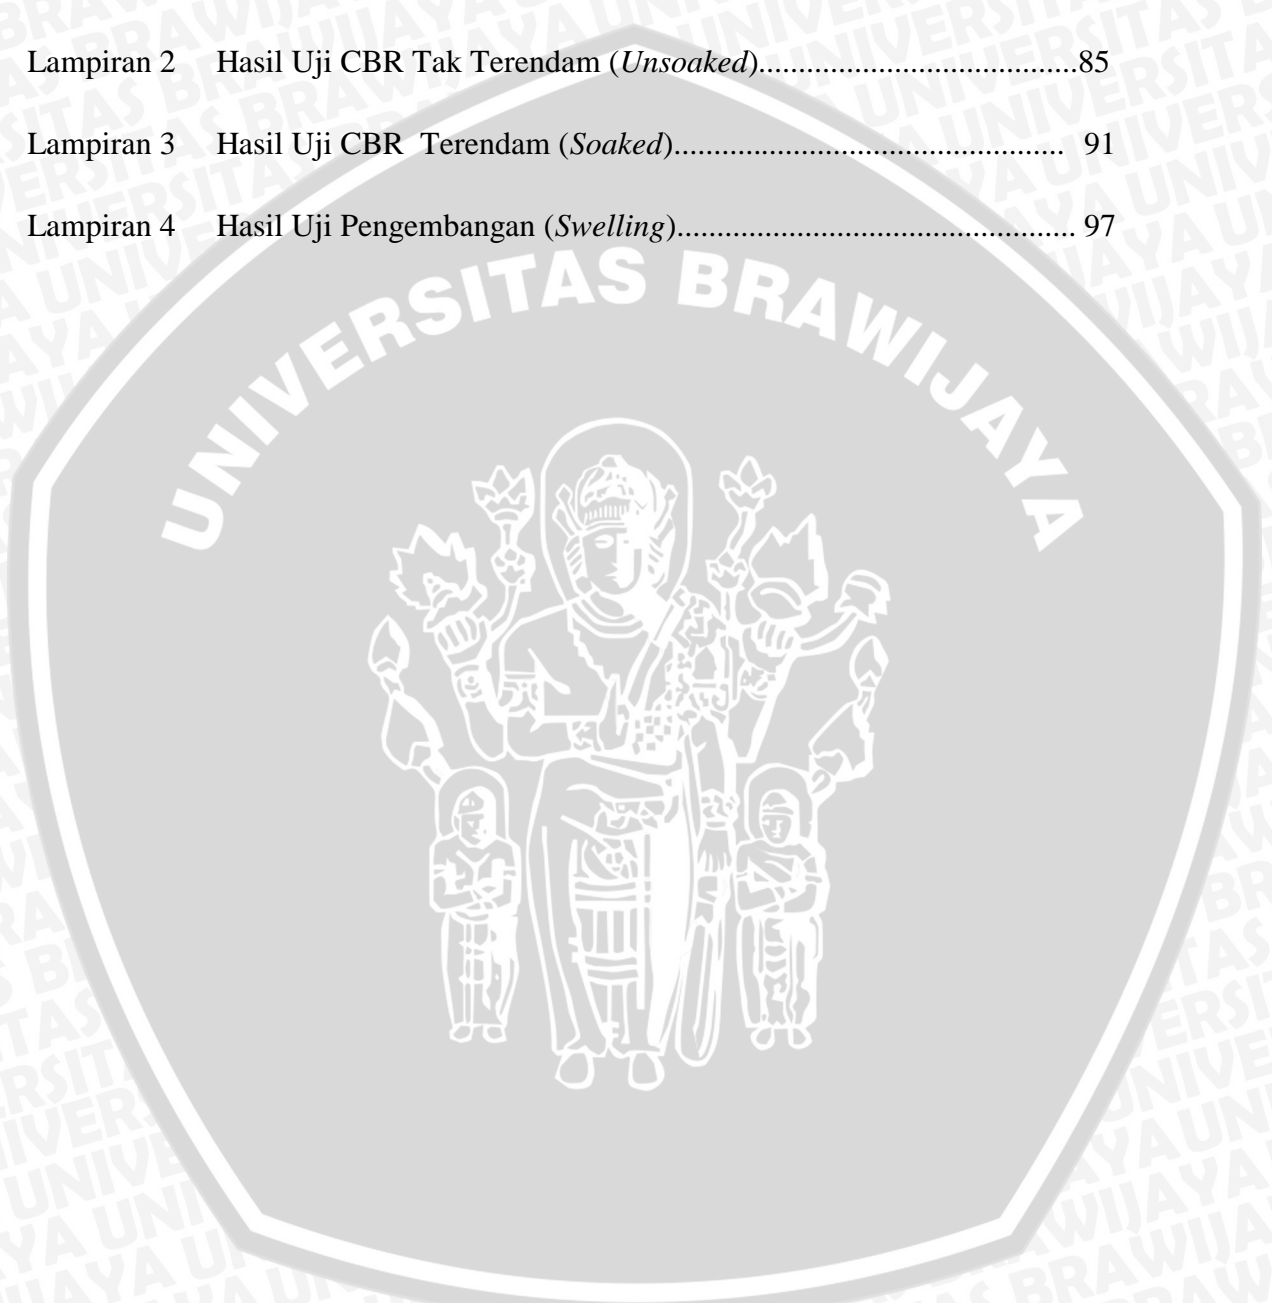 Lampiran 2 Hasil Uji CBR Tak Terendam (Unsoaked)........................................85
Lampiran 3 Hasil Uji CBR Terendam (Soaked)................................................ 91
Lampiran 4 Hasil Uji Pengembangan (Swelling)................................................. 97
UNIVERSITAS BRAWIJAYA